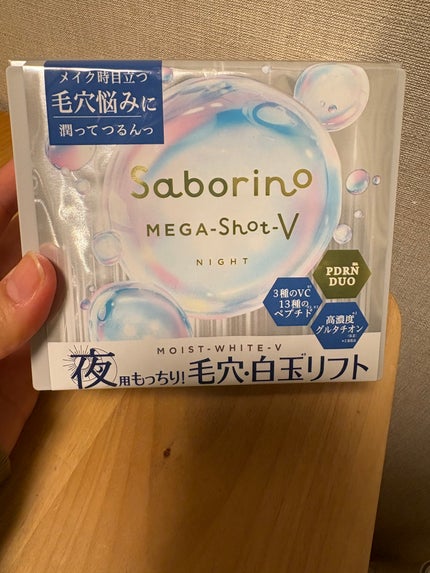 メイク時目立つ
毛穴悩みに
潤ってつるんっ
Saborino
MEGA-Shot-V
NIGHT
PDRN
DUO
3種のVC
13種の
ペプチド
高濃度
グルタチオン
MOIST-WHITE-V
夜用もっちり!毛穴・白玉リフト